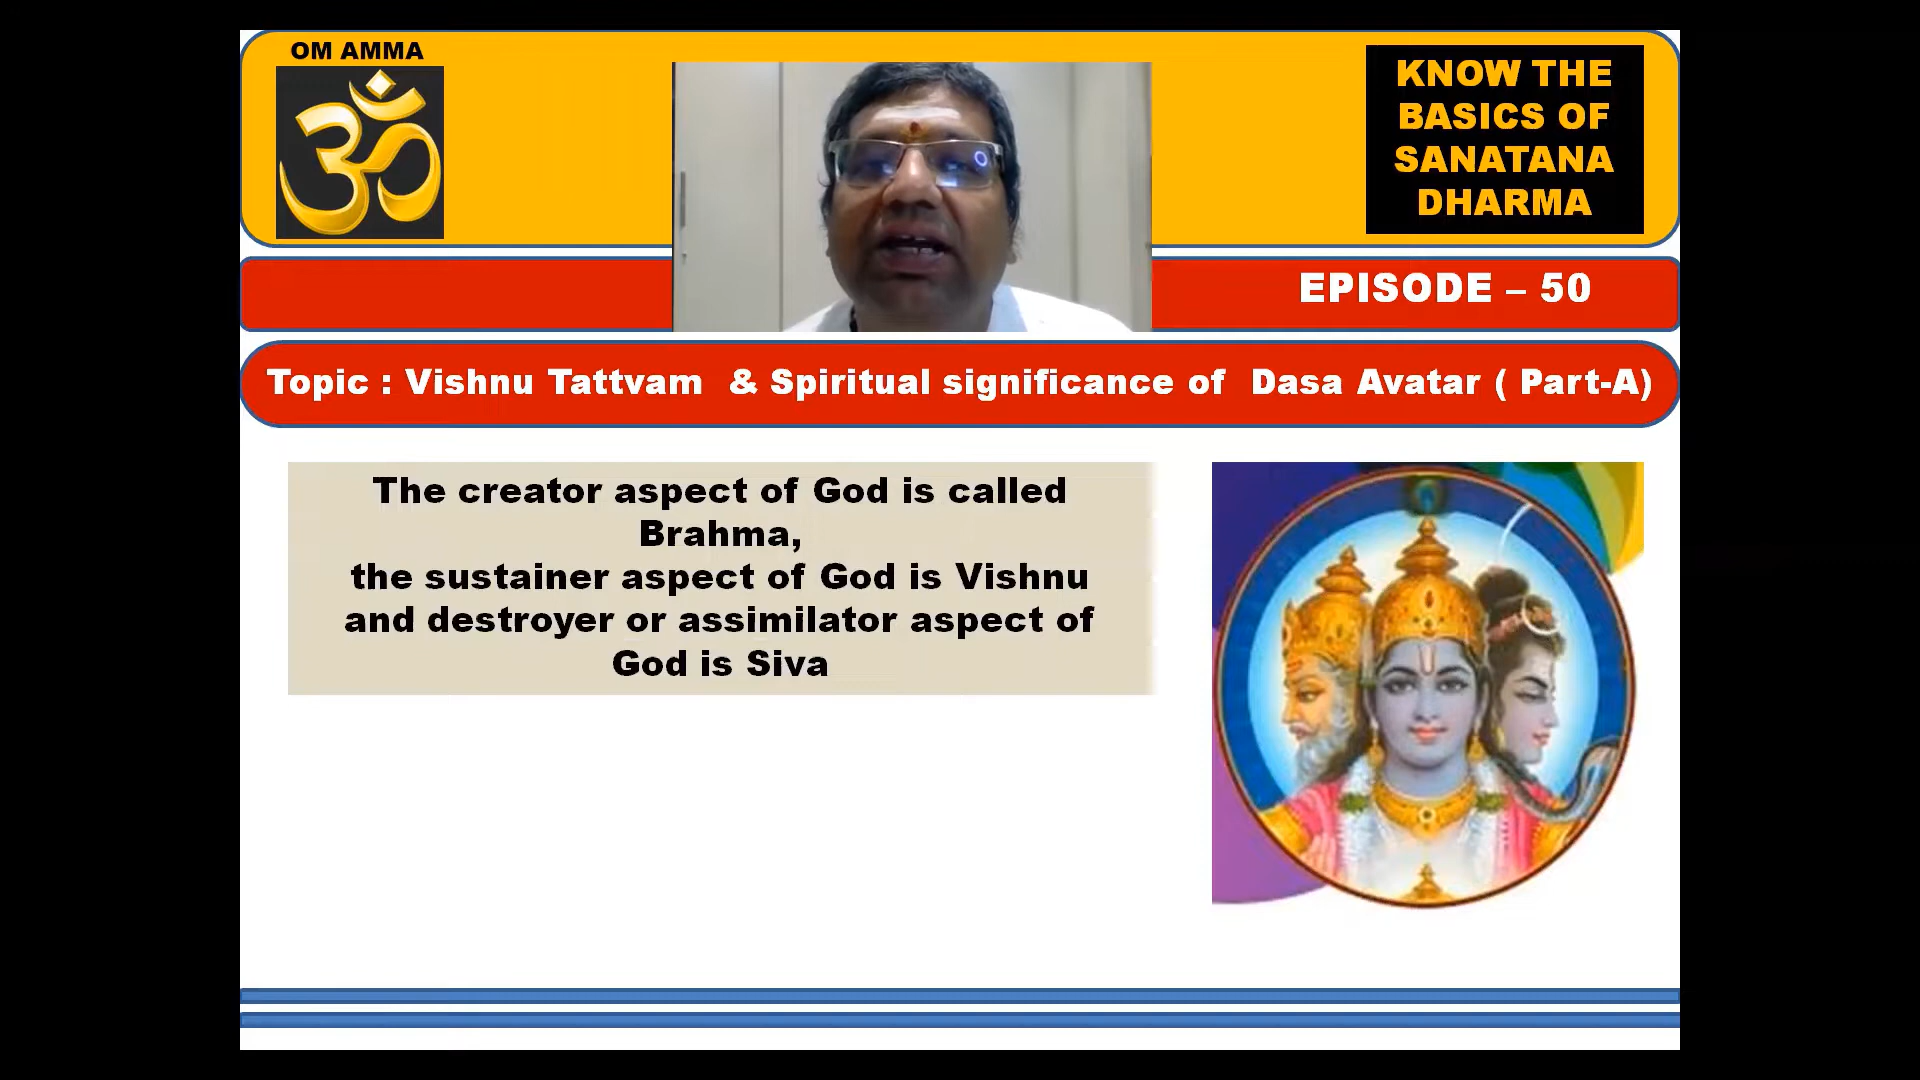 OM AMMA
ॐ
KNOW THE
BASICS OF
SANATANA
DHARMA
EPISODE – 50
Topic : Vishnu Tattvam & Spiritual significance of Dasa Avatar ( Part-A)
The creator aspect of God is called
Brahma,
the sustainer aspect of God is Vishnu
and destroyer or assimilator aspect of
God is Siva